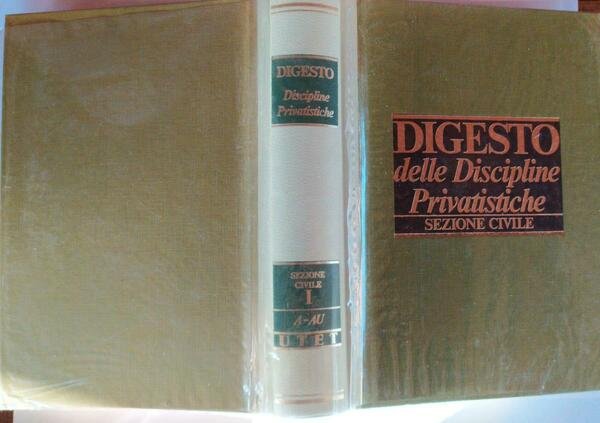 DIGESTO
Discipline
Privatistiche
SEZIONE
CIVILE
I
A-AU
UTET
DIGESTO
delle Discipline
Privatistiche
SEZIONE CIVILE